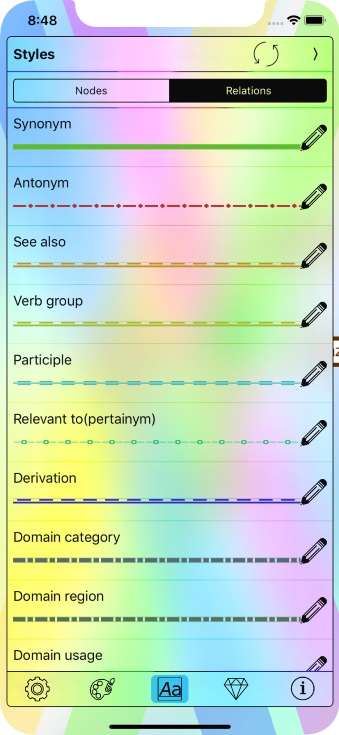 8:48
Styles
Nodes Relations
Synonym
Antonym
See also
Verb group
Participle
Relevant to(pertainym)
Derivation
Domain category
Domain region
Domain usage
Aa